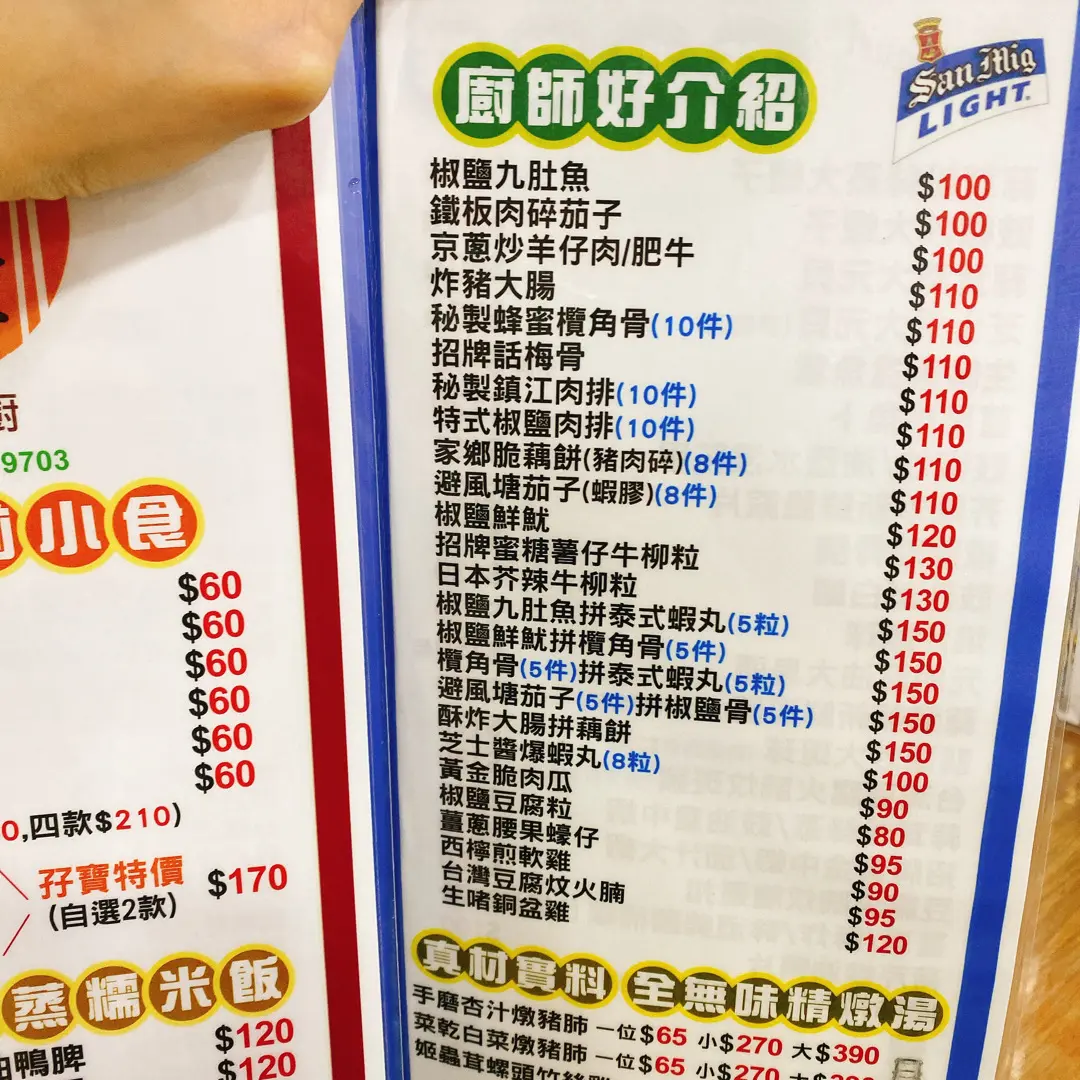 9703
小食
$60
$60
$60
$60
$60
$60
0,四款$210)
孖寶特價 $170
(自選2款)
蒸糯米飯
$120
鴨脾 $120
San Mig
LIGHT
廚師好介紹
椒鹽九肚魚 $100
鐵板肉碎茄子 $100
京蔥炒羊仔肉/肥牛 $100
炸豬大腸 $110
秘製蜂蜜欖角骨(10件) $110
招牌話梅骨 $110
秘製鎮江肉排(10件) $110
特式椒鹽肉排(10件) $110
家鄉脆藕餅(豬肉碎)(8件) $110
避風塘茄子(蝦膠)(8件) $110
椒鹽鮮魷 $120
招牌蜜糖薯仔牛柳粒 $130
日本芥辣牛柳粒 $130
椒鹽九肚魚拼泰式蝦丸(5粒) $150
椒鹽鮮魷拼欖角骨(5件) $150
欖角骨(5件)拼泰式蝦丸(5粒) $150
避風塘茄子(5件)拼椒鹽骨(5件) $150
酥炸大腸拼藕餅 $150
芝士醬爆蝦丸(8粒) $100
黃金脆肉瓜 $90
椒鹽豆腐粒 $80
薑蔥腰果蠔仔 $95
西檸煎軟雞 $90
台灣豆腐炆火腩 $95
生啫銅盆雞 $120
真材實料 全無味精燉湯
手磨杏汁燉豬肺 一位$65 小$270 大$390
菜乾白菜燉豬肺 一位$65 小$270 大$390
姬蟲茸螺頭竹絲雞